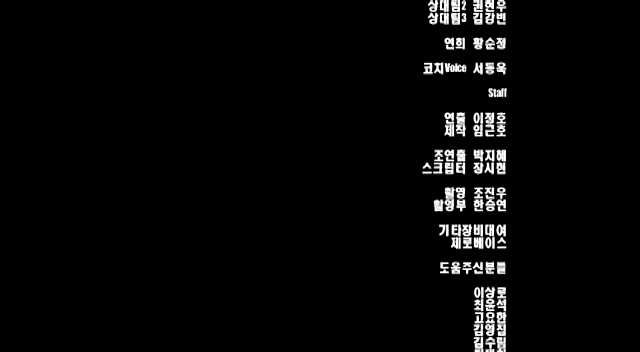 상대팀2 권현우
상대팀3 김강빈
연희 황순정
코치Voice 서동욱
Staff
연출 이정호
제작 임근호
조연출 박지혜
스크립터 장시현
촬영 조진우
촬영부 한승연
기타장비대여
제로베이스
도움주신분들
이상로
최윤석
고요한
김영집
김수림